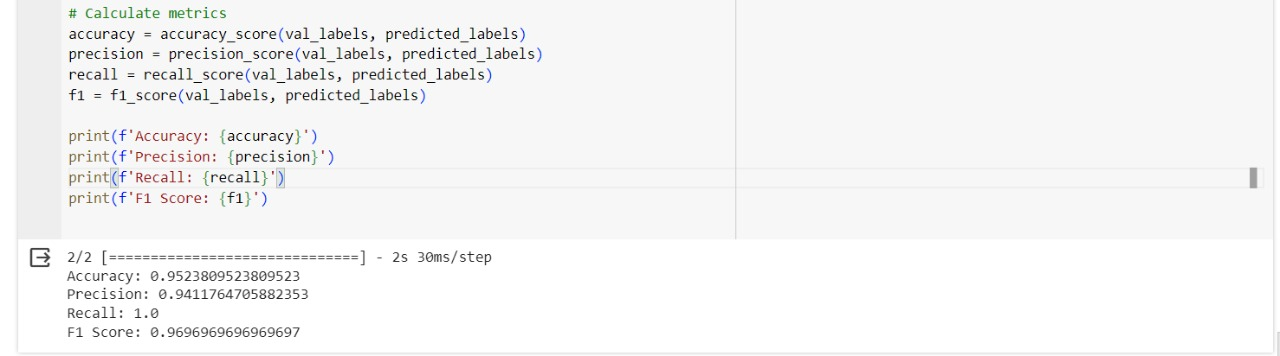 # Calculate metrics
accuracy = accuracy_score(val_labels, predicted_labels)
precision = precision_score(val_labels, predicted_labels)
recall = recall_score(val_labels, predicted_labels)
f1 = f1_score(val_labels, predicted_labels)
print(f'Accuracy: {accuracy}')
print(f'Precision: {precision}')
print(f'Recall: {recall}')
print(f'F1 Score: {f1}')
2/2 [==============================] - 2s 30ms/step
Accuracy: 0.9523809523809523
Precision: 0.9411764705882353
Recall: 1.0
F1 Score: 0.9696969696969697